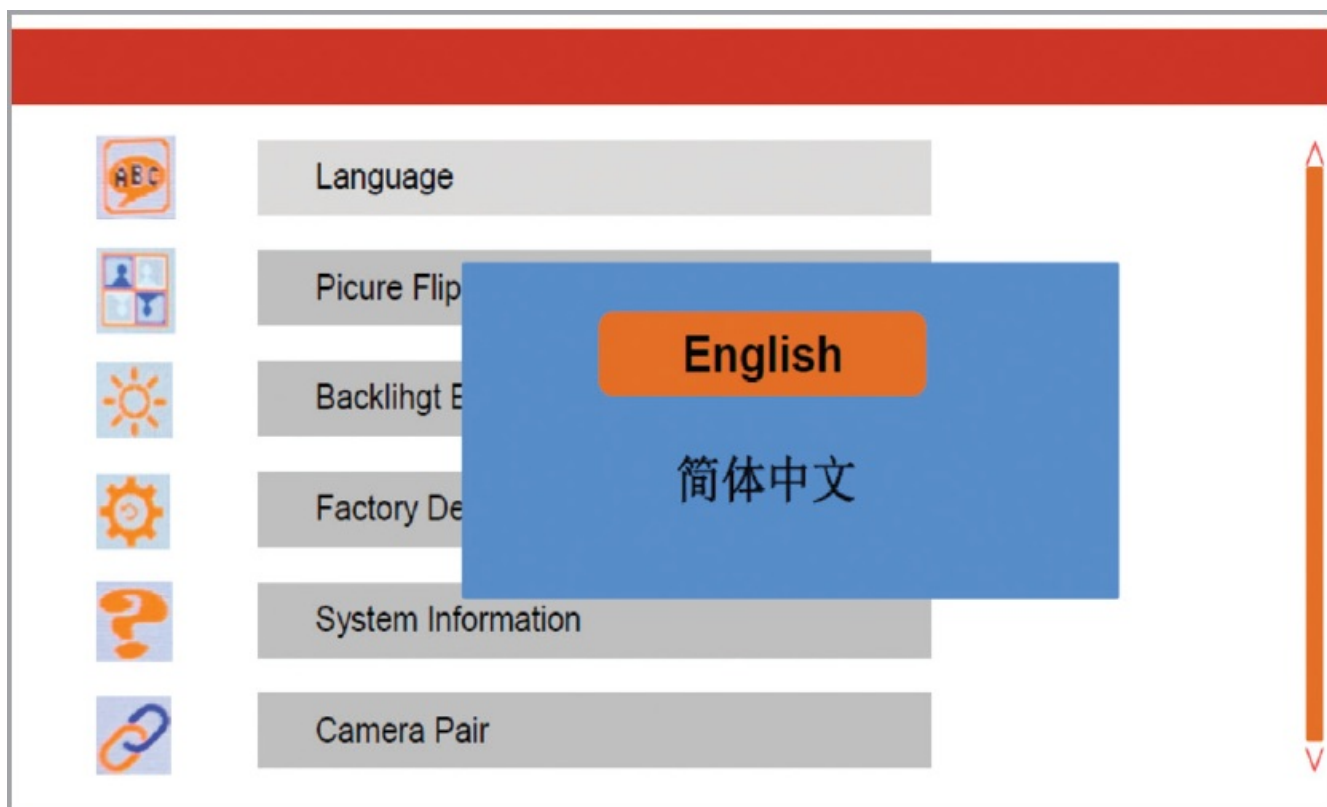 ABC
Language
Picure Flip
Backlihgt
Factory De
System Information
Camera Pair
English
简体中文